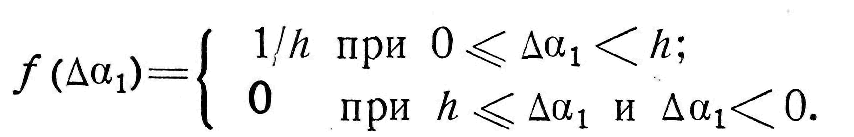 f (Δα₁) = { 1/h при 0 ⩽ Δα₁ < h;
0 при h ⩽ Δα₁ и Δα₁ < 0.